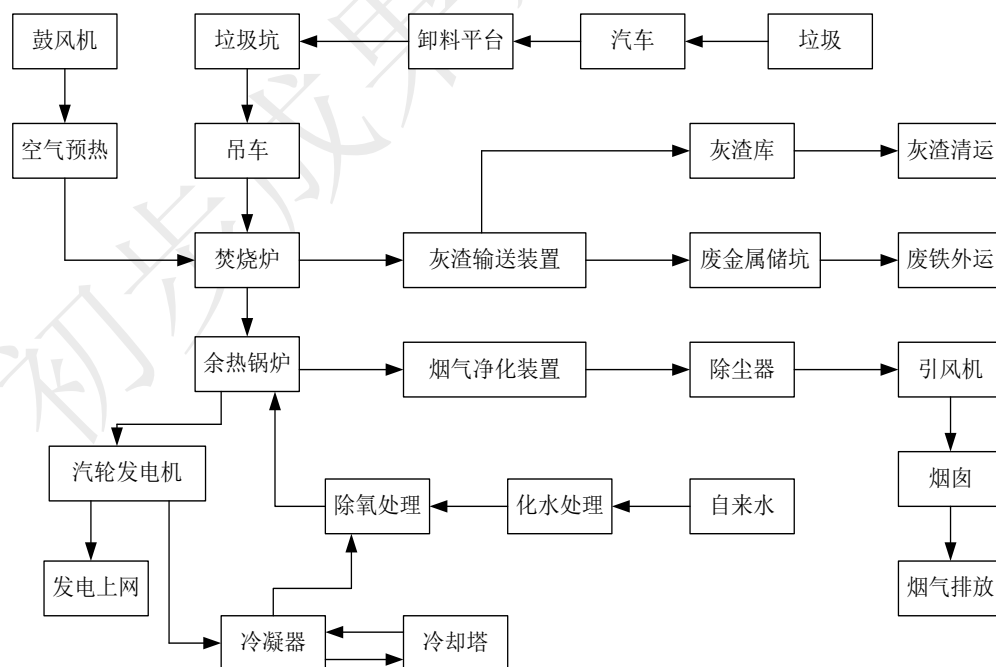 鼓风机
垃圾坑
卸料平台
汽车
垃圾
空气预热
吊车
灰渣库
灰渣清运
焚烧炉
灰渣输送装置
废金属储坑
废铁外运
余热锅炉
烟气净化装置
除尘器
引风机
汽轮发电机
除氧处理
化水处理
自来水
烟囱
发电上网
烟气排放
冷凝器
冷却塔
初步成果